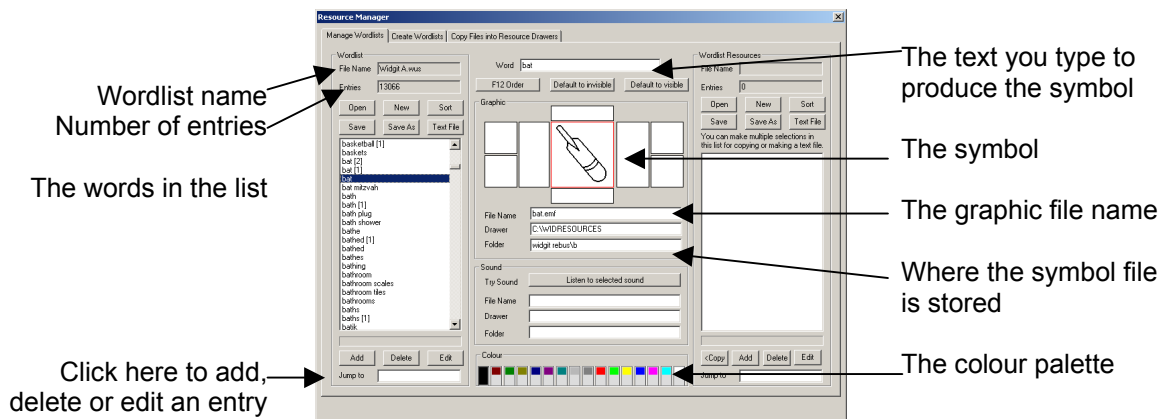 Resource Manager
Manage Wordlists Create Wordlists Copy Files into Resource Drawers
Wordlist
File Name Widgit A.wus
Entries 13066
Open New Sort
Save Save As Text File
basketball [1]
baskets
bat [2]
bat [1]
bat
bat mitzvah
bath
bath [1]
bath plug
bath shower
bathe
bathed [1]
bathed
bathes
bathing
bathroom
bathroom scales
bathroom tiles
bathrooms
baths
baths [1]
batik
Add Delete Edit
Jump to
Word bat
F12 Order Default to invisible Default to visible
Graphic
File Name bat.emf
Drawer C:\WIDRESOURCES
Folder widgit rebus\b
Sound
Try Sound Listen to selected sound
File Name
Drawer
Folder
Colour
Wordlist Resources
File Name
Entries 0
Open New Sort
Save Save As Text File
You can make multiple selections in
this list for copying or making a text file.
<Copy Add Delete Edit
Jump to
Wordlist name
Number of entries
The words in the list
Click here to add,
delete or edit an entry
The text you type to
produce the symbol
The symbol
The graphic file name
Where the symbol file
is stored
The colour palette